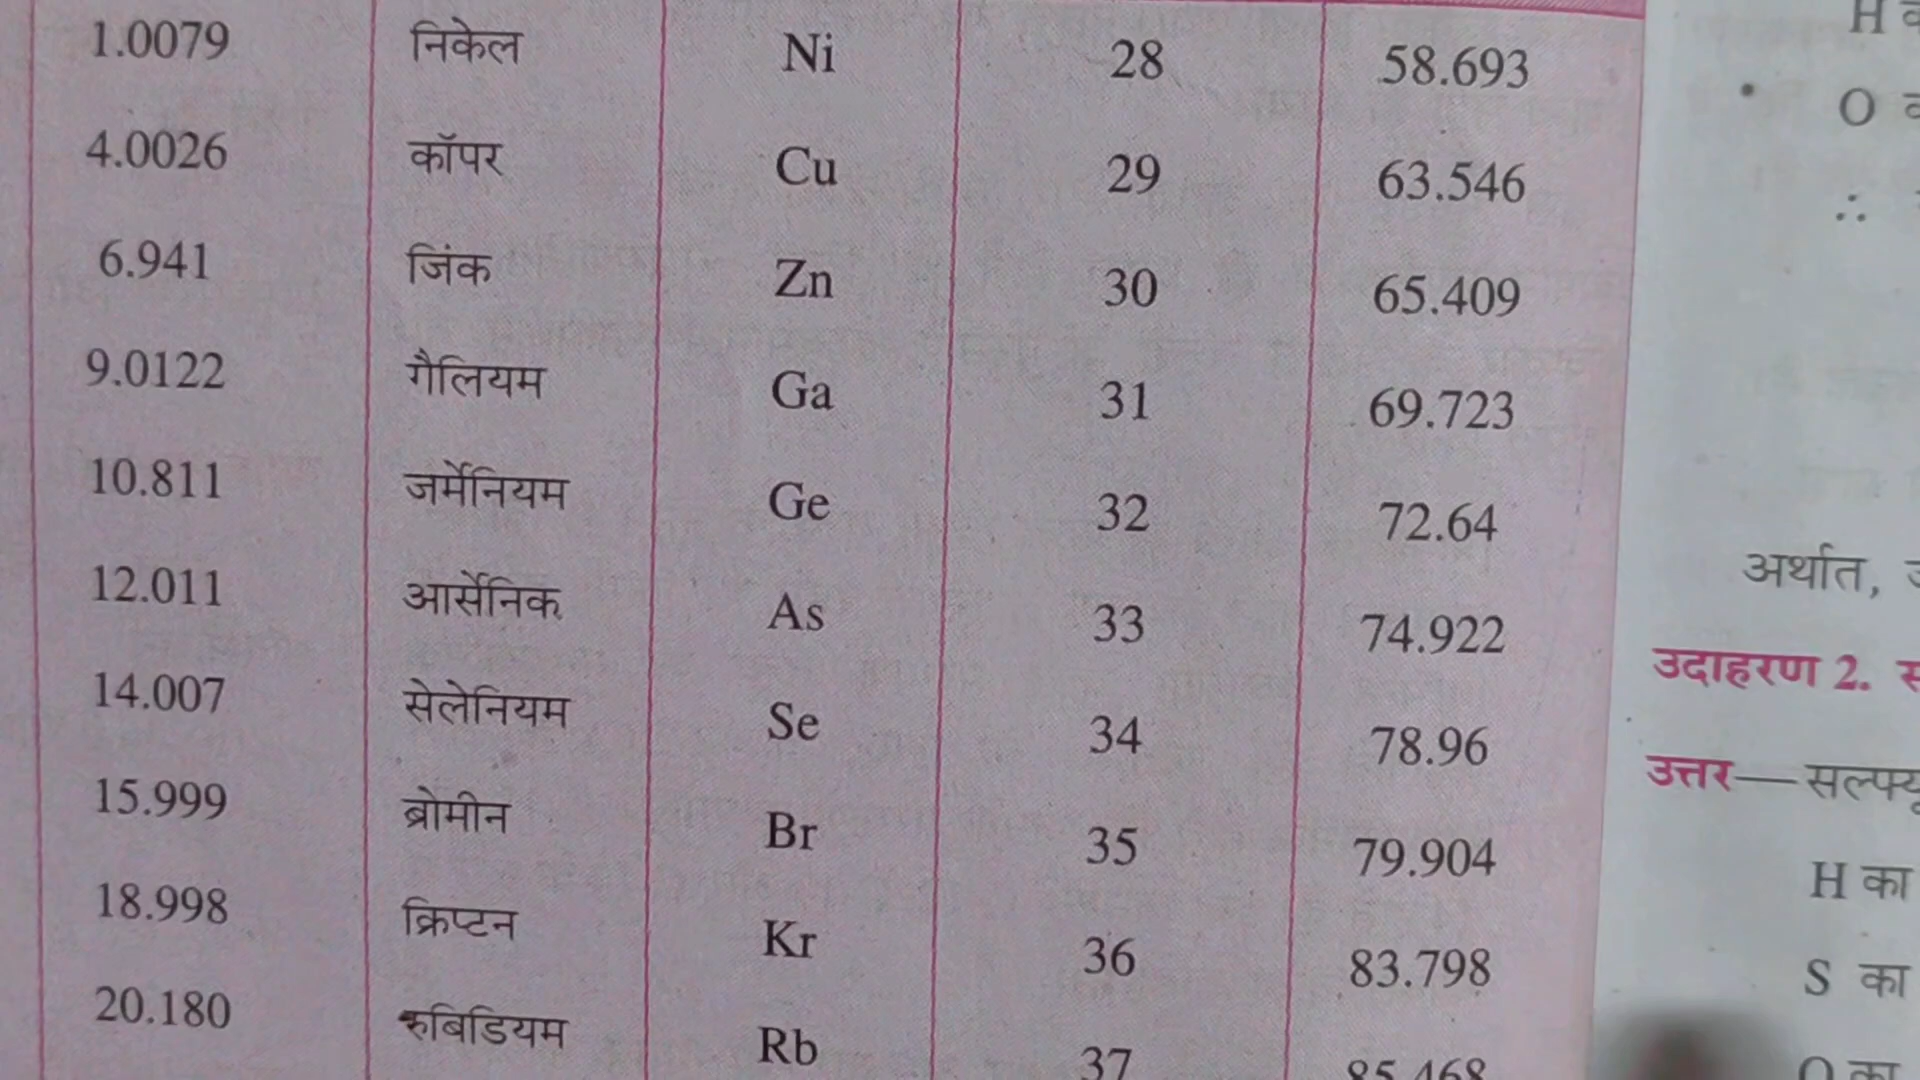 1.0079 निकेल Ni 28 58.693
4.0026 कॉपर Cu 29 63.546
6.941 जिंक Zn 30 65.409
9.0122 गैलियम Ga 31 69.723
10.811 जर्मेनियम Ge 32 72.64
12.011 आर्सेनिक As 33 74.922
14.007 सेलेनियम Se 34 78.96
15.999 ब्रोमीन Br 35 79.904
18.998 क्रिप्टन Kr 36 83.798
20.180 रुबिडियम Rb 37 85.468
H
O
∴
अर्थात,
उदाहरण 2.
उत्तर—
H का
S का
O का